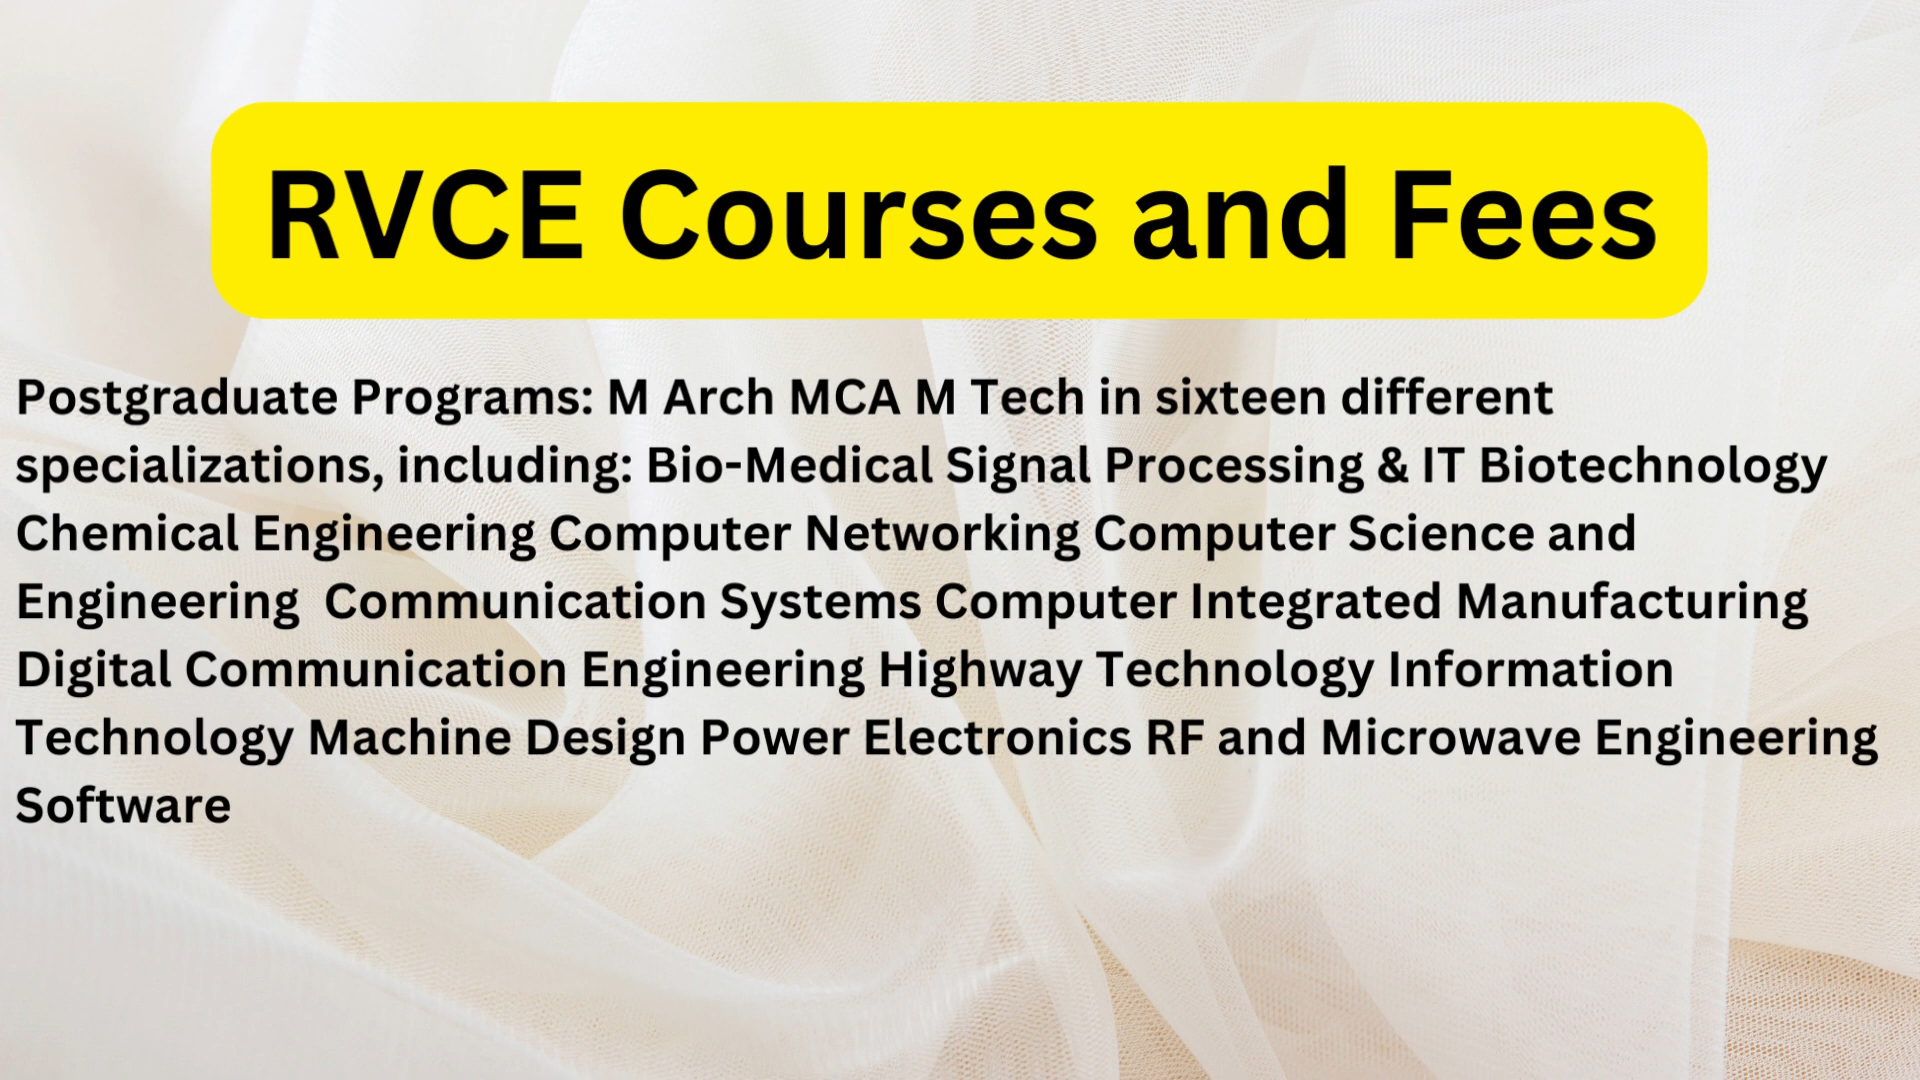 RVCE Courses and Fees
Postgraduate Programs: M Arch MCA M Tech in sixteen different
specializations, including: Bio-Medical Signal Processing & IT Biotechnology
Chemical Engineering Computer Networking Computer Science and
Engineering  Communication Systems Computer Integrated Manufacturing
Digital Communication Engineering Highway Technology Information
Technology Machine Design Power Electronics RF and Microwave Engineering
Software